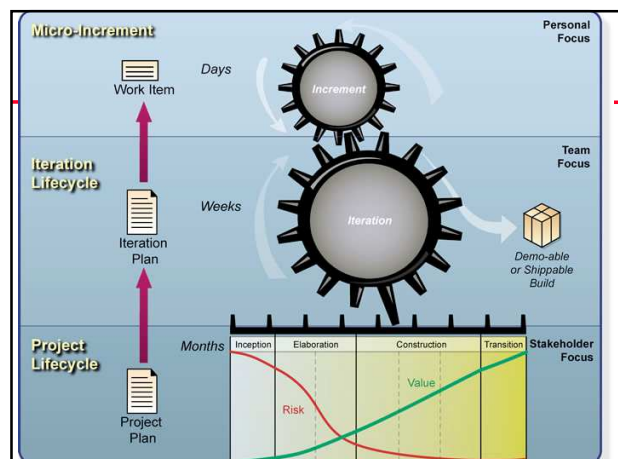 Micro-Increment
Personal
Focus
Days
Increment
Work Item
Iteration
Lifecycle
Team
Focus
Weeks
Iteration
Iteration
Plan
Demo-able
or Shippable
Build
Project
Lifecycle
Months
Inception
Elaboration
Construction
Transition
Stakeholder
Focus
Value
Risk
Project
Plan